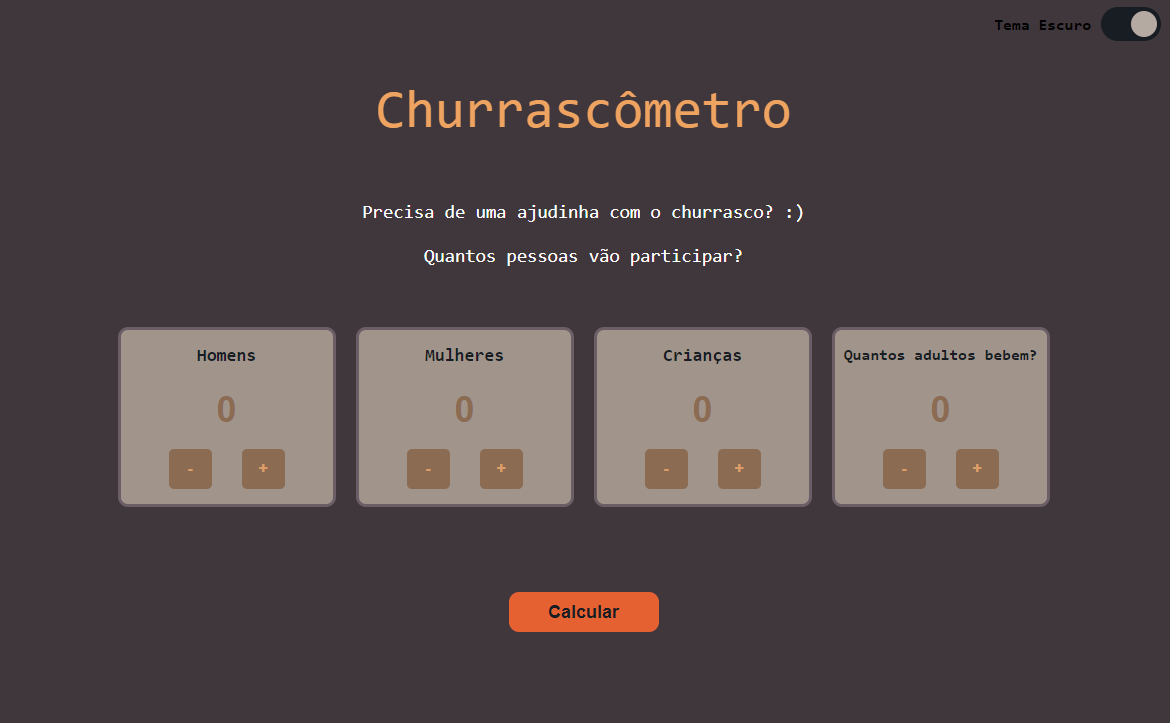 Tema Escuro
Churrascômetro
Precisa de uma ajudinha com o churrasco? :)
Quantos pessoas vão participar?
Homens
0
- +
Mulheres
0
- +
Crianças
0
- +
Quantos adultos bebem?
0
- +
Calcular